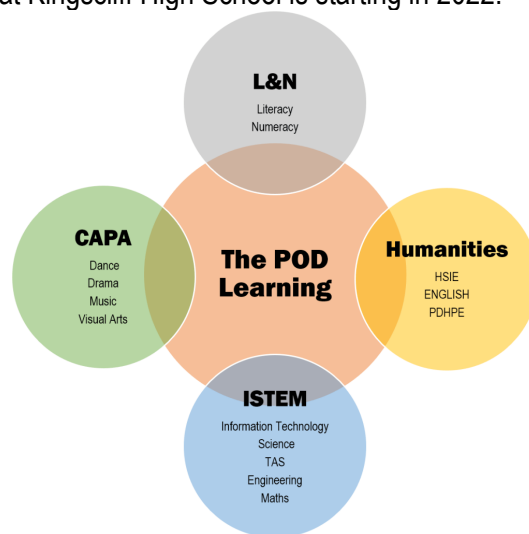 at Kingscliff High School is starting in 2022.
L&N
Literacy
Numeracy
CAPA
Dance
Drama
Music
Visual Arts
The POD
Learning
Humanities
HSIE
ENGLISH
PDHPE
ISTEM
Information Technology
Science
TAS
Engineering
Maths